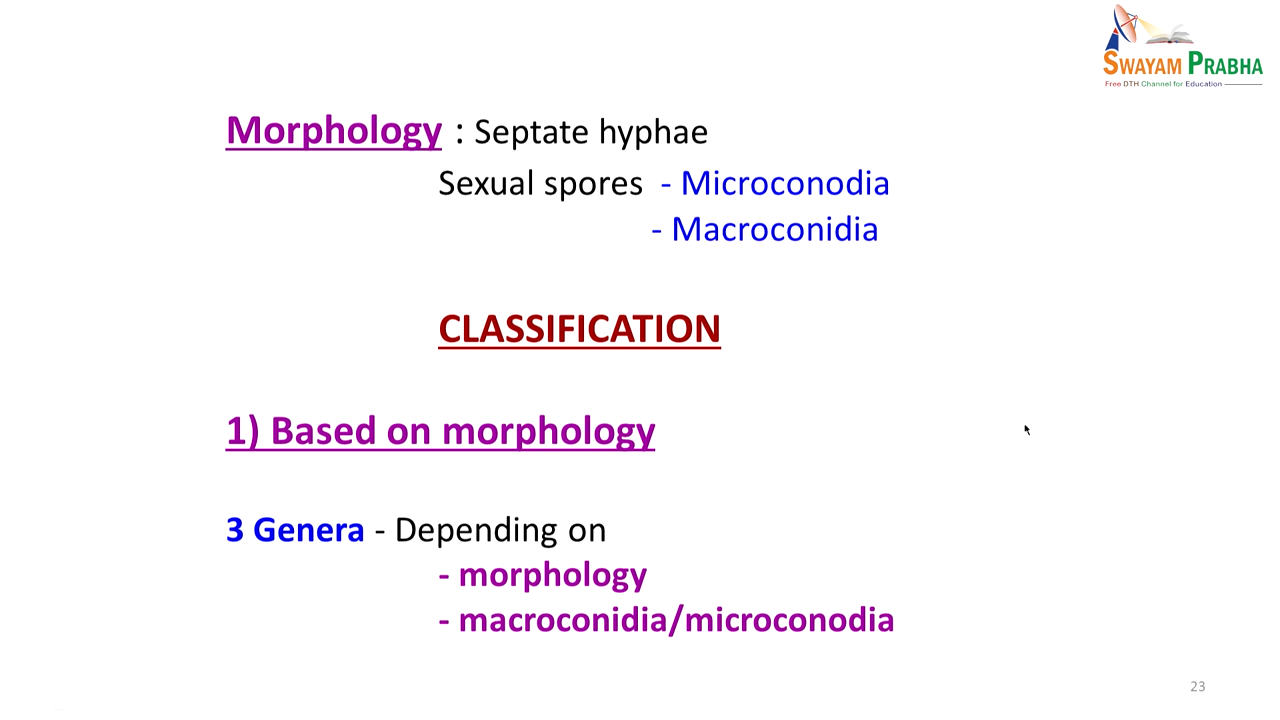 SWAYAM PRABHA
Free DTH Channel for Education
Morphology : Septate hyphae
Sexual spores - Microconodia
- Macroconidia
CLASSIFICATION
1) Based on morphology
3 Genera - Depending on
- morphology
- macroconidia/microconodia
23